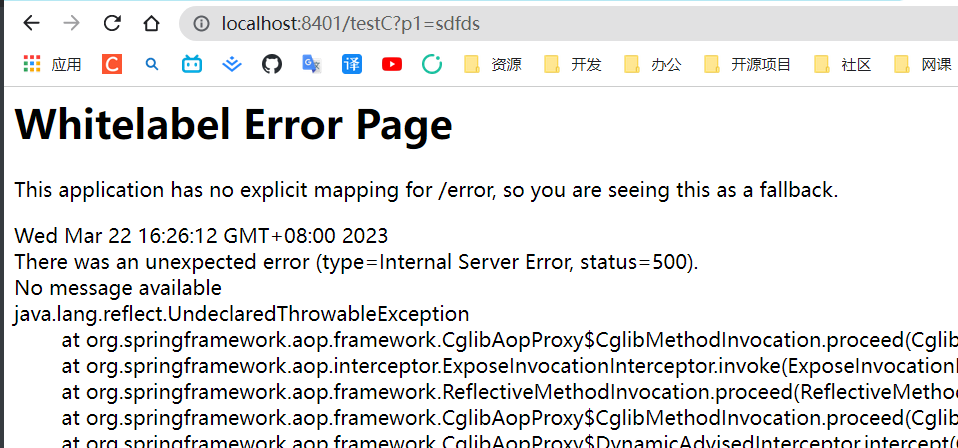 localhost:8401/testC?p1=sdfds
应用 C 译 资源 开发 办公 开源项目 社区 网课
Whitelabel Error Page
This application has no explicit mapping for /error, so you are seeing this as a fallback.
Wed Mar 22 16:26:12 GMT+08:00 2023
There was an unexpected error (type=Internal Server Error, status=500).
No message available
java.lang.reflect.UndeclaredThrowableException
at org.springframework.aop.framework.CglibAopProxy$CglibMethodInvocation.proceed(Cglib
at org.springframework.aop.interceptor.ExposeInvocationInterceptor.invoke(ExposeInvocation
at org.springframework.aop.framework.ReflectiveMethodInvocation.proceed(ReflectiveMetho
at org.springframework.aop.framework.CglibAopProxy$CglibMethodInvocation.proceed(Cglib
at org.springframework.aop.framework.CglibAopProxy$DynamicAdvisedInterceptor.intercept(